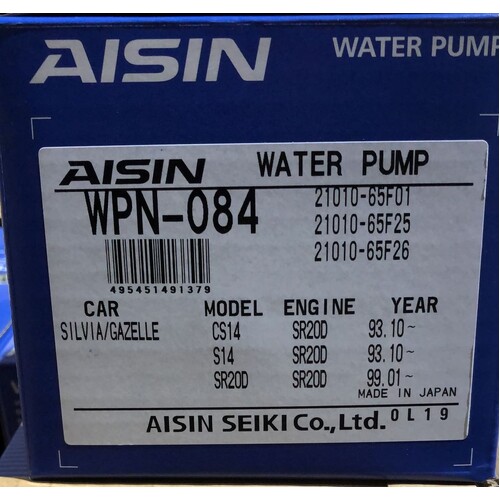 AISIN WATER PUMP
AISIN WATER PUMP
WPN-084 21010-65F01
21010-65F25
21010-65F26
495451491379
CAR MODEL ENGINE YEAR
SILVIA/GAZELLE CS14 SR20D 93.10~
S14 SR20D 93.10~
SR20D SR20D 99.01~
MADE IN JAPAN
AISIN SEIKI Co.,Ltd. 0L19